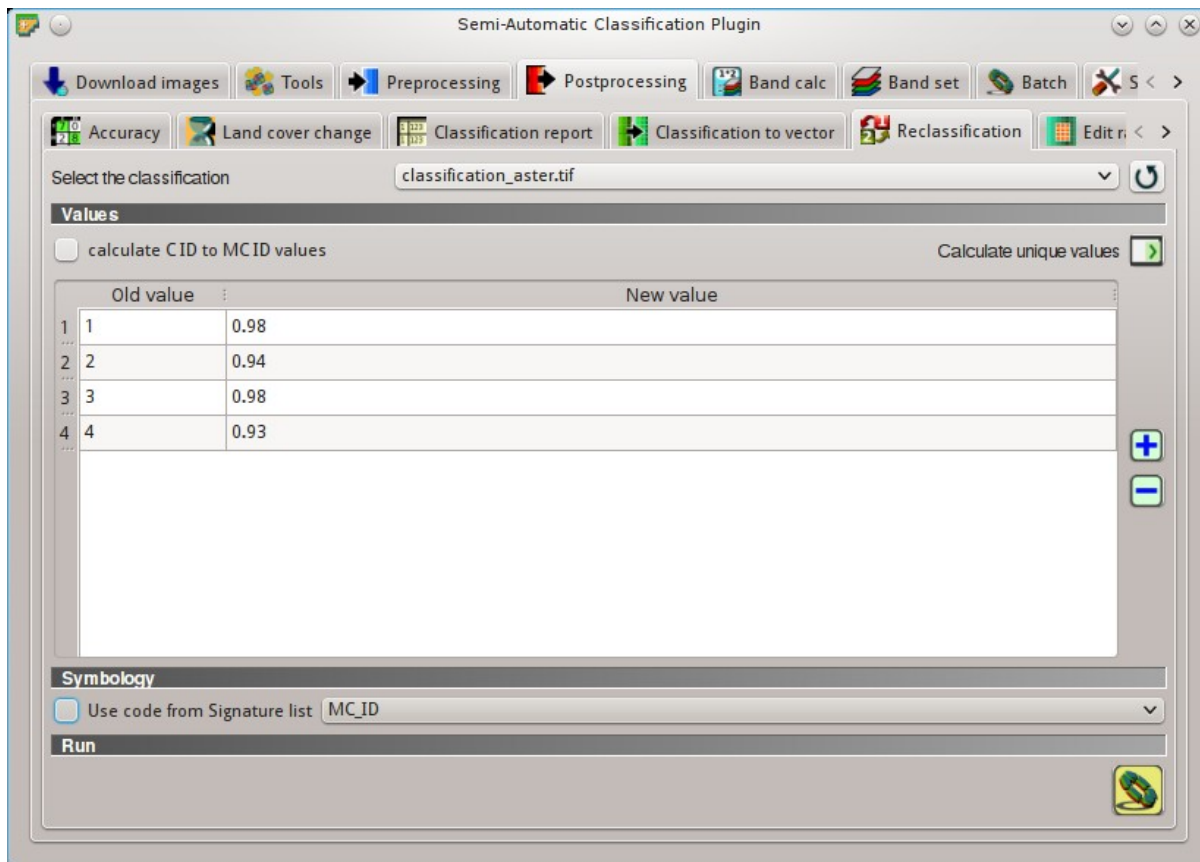 Semi-Automatic Classification Plugin
Download images Tools Preprocessing Postprocessing Band calc Band set Batch S
Accuracy Land cover change Classification report Classification to vector Reclassification Edit r
Select the classification classification_aster.tif
Values
calculate CID to MCID values Calculate unique values
Old value New value
1 1 0.98
2 2 0.94
3 3 0.98
4 4 0.93
Symbology
Use code from Signature list MC_ID
Run